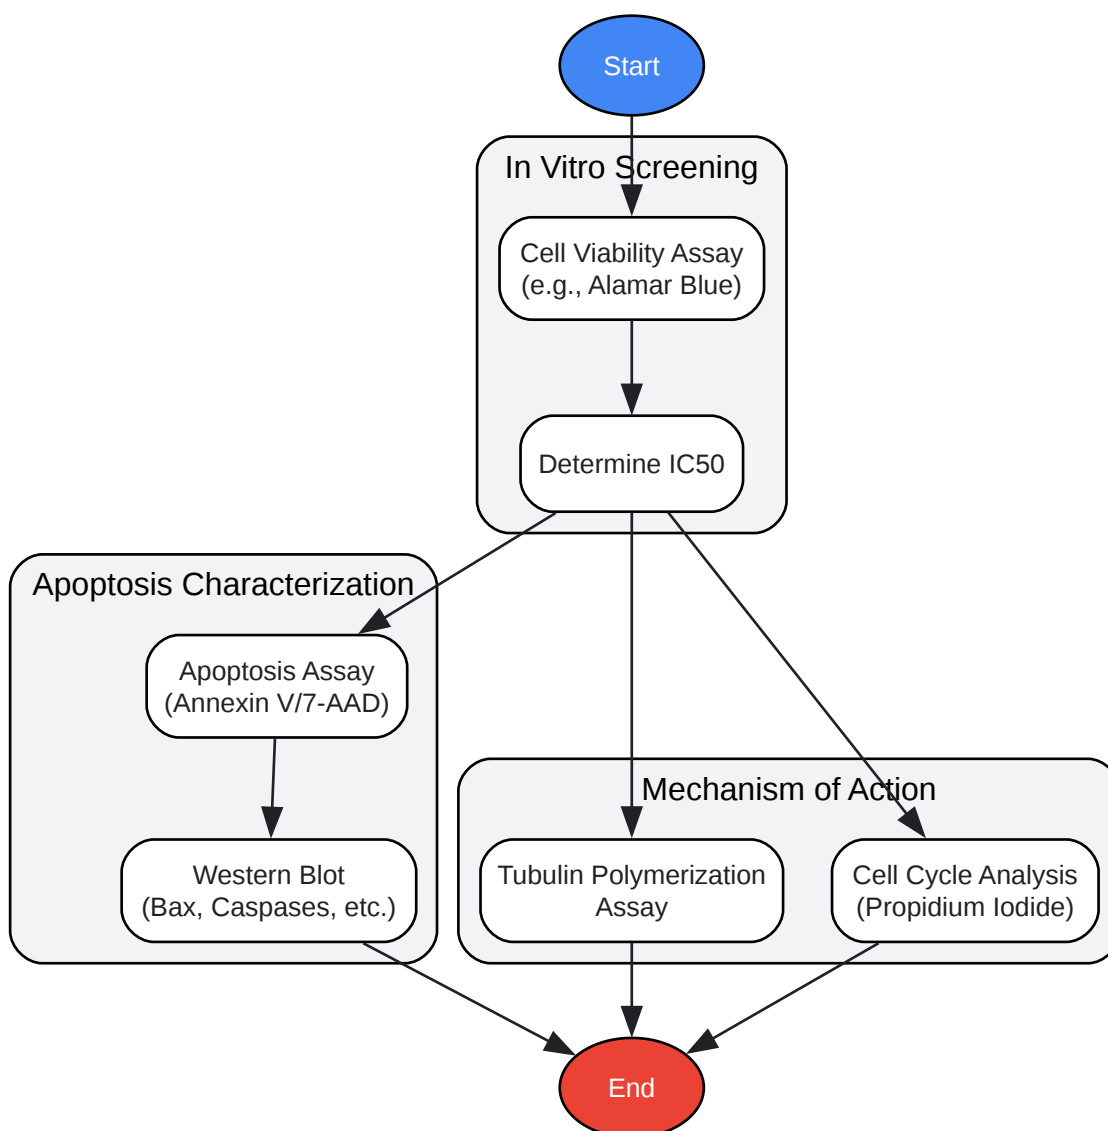 Start
In Vitro Screening
Cell Viability Assay
(e.g., Alamar Blue)
Determine IC50
Apoptosis Characterization
Apoptosis Assay
(Annexin V/7-AAD)
Western Blot
(Bax, Caspases, etc.)
Mechanism of Action
Tubulin Polymerization
Assay
Cell Cycle Analysis
(Propidium Iodide)
End